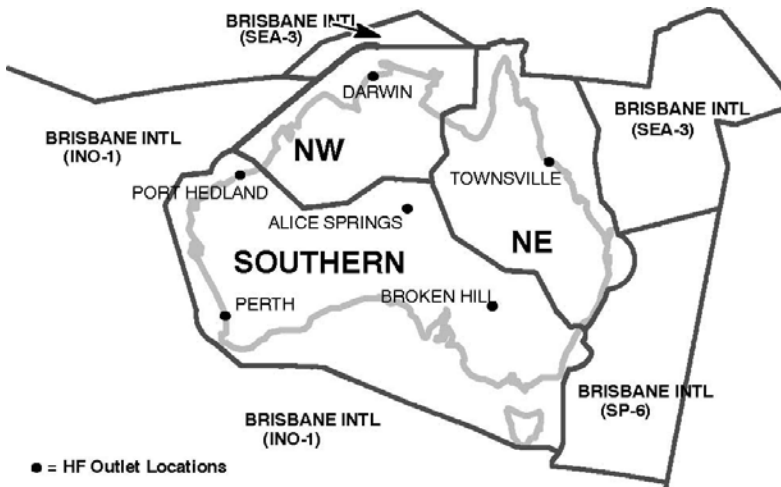 BRISBANE INTL
(SEA-3)
DARWIN
BRISBANE INTL
(SEA-3)
BRISBANE INTL
(INO-1)
NW
TOWNSVILLE
PORT HEDLAND
ALICE SPRINGS
NE
SOUTHERN
BROKEN HILL
PERTH
BRISBANE INTL
(SP-6)
BRISBANE INTL
(INO-1)
● = HF Outlet Locations